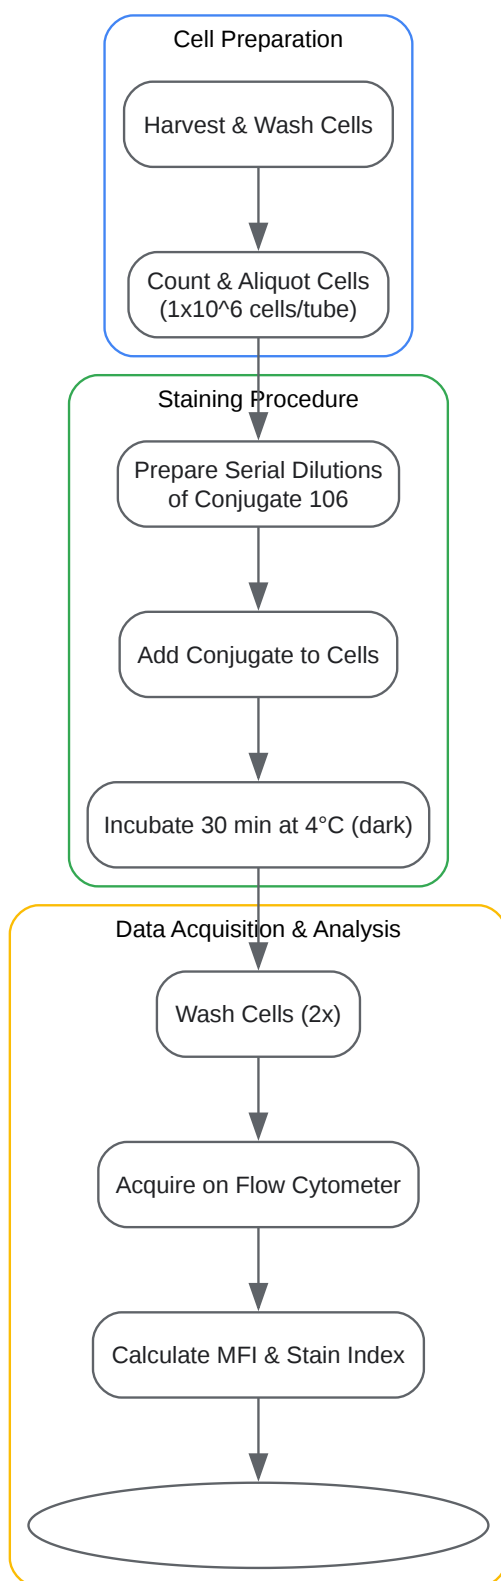 Cell Preparation
Harvest & Wash Cells
Count & Aliquot Cells
(1x10^6 cells/tube)
Staining Procedure
Prepare Serial Dilutions
of Conjugate 106
Add Conjugate to Cells
Incubate 30 min at 4°C (dark)
Data Acquisition & Analysis
Wash Cells (2x)
Acquire on Flow Cytometer
Calculate MFI & Stain Index